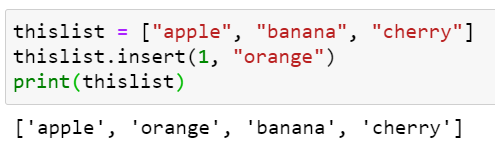 thislist = ["apple", "banana", "cherry"]
thislist.insert(1, "orange")
print(thislist)
['apple', 'orange', 'banana', 'cherry']